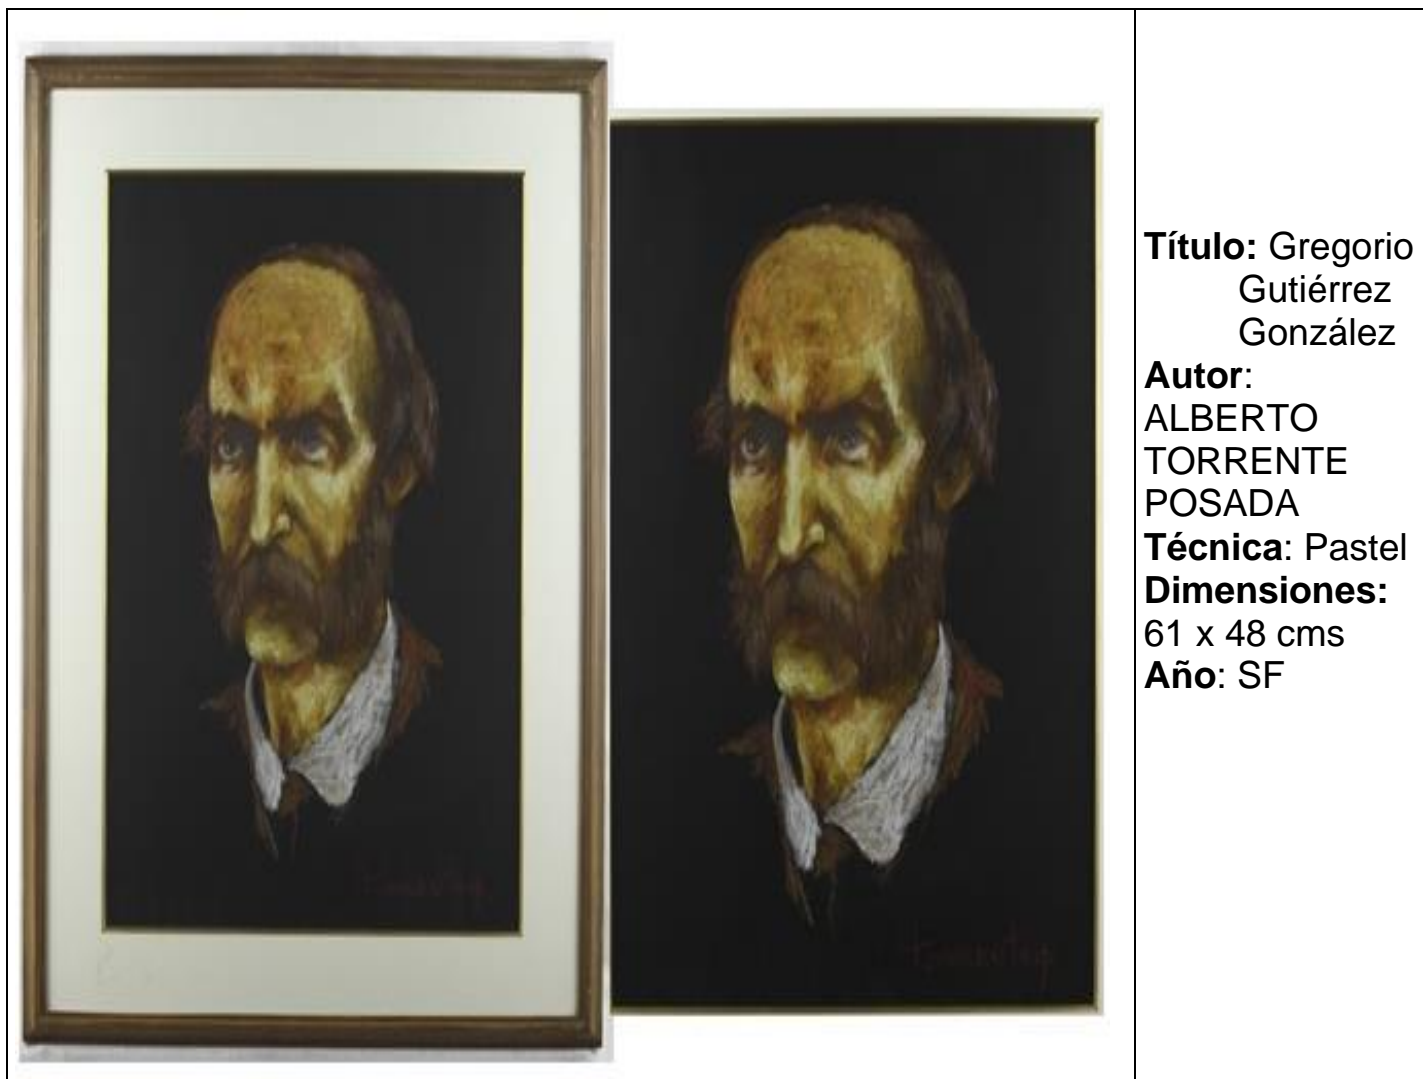 Título: Gregorio
Gutiérrez
González
Autor:
ALBERTO
TORRENTE
POSADA
Técnica: Pastel
Dimensiones:
61 x 48 cms
Año: SF